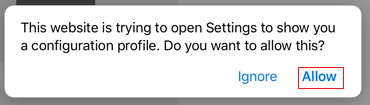 This website is trying to open Settings to show you
a configuration profile. Do you want to allow this?
Ignore
Allow